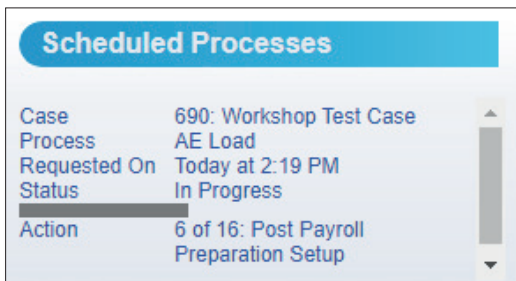 Scheduled Processes
Case 690: Workshop Test Case
Process AE Load
Requested On Today at 2:19 PM
Status In Progress
Action 6 of 16: Post Payroll
Preparation Setup